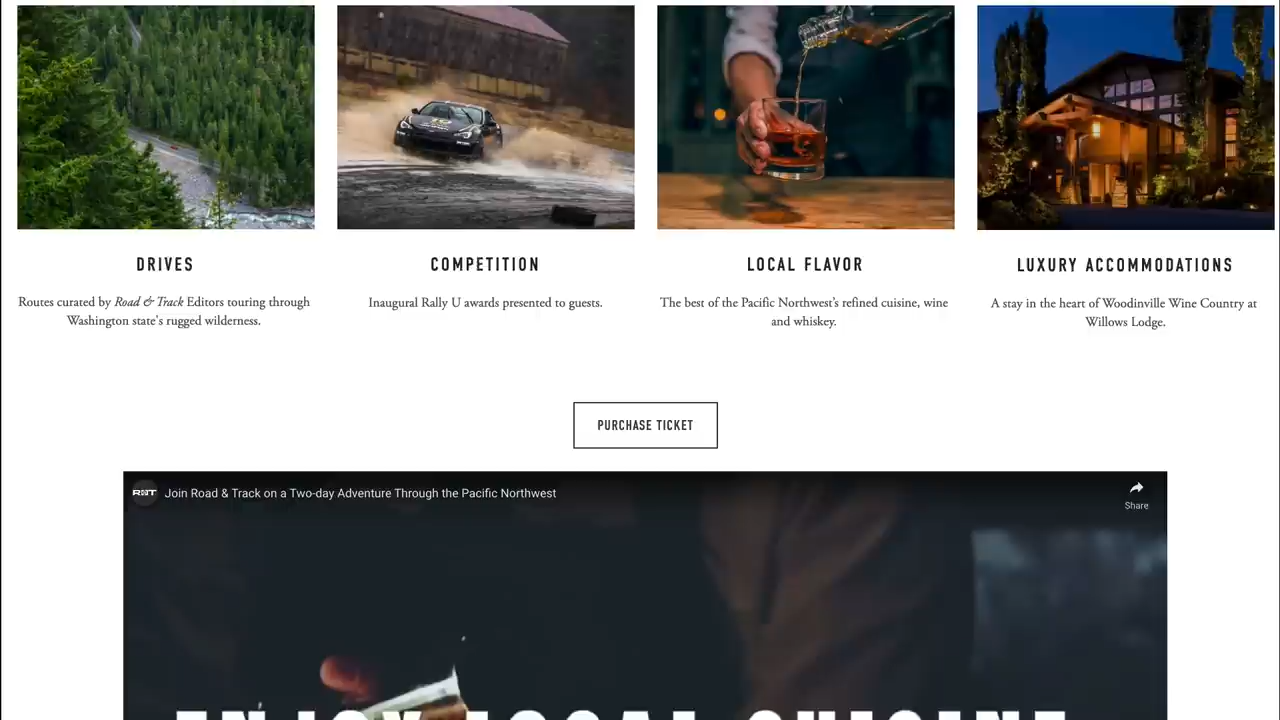 DRIVES
Routes curated by Road & Track Editors touring through
Washington state's rugged wilderness.
COMPETITION
Inaugural Rally U awards presented to guests.
LOCAL FLAVOR
The best of the Pacific Northwest's refined cuisine, wine
and whiskey.
LUXURY ACCOMMODATIONS
A stay in the heart of Woodinville Wine Country at
Willows Lodge.
PURCHASE TICKET
R&T
Join Road & Track on a Two-day Adventure Through the Pacific Northwest
Share
ENJOY LOCAL CUISINE